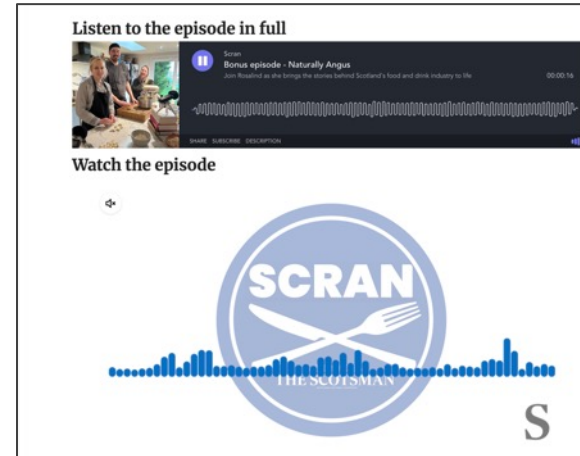 Listen to the episode in full
Scran
Bonus episode - Naturally Angus
Join Rosalind as she brings the stories behind Scotland's food and drink industry to life
00:00:16
SHARE SUBSCRIBE DESCRIPTION
Watch the episode
SCRAN
THE SCOTSMAN
S